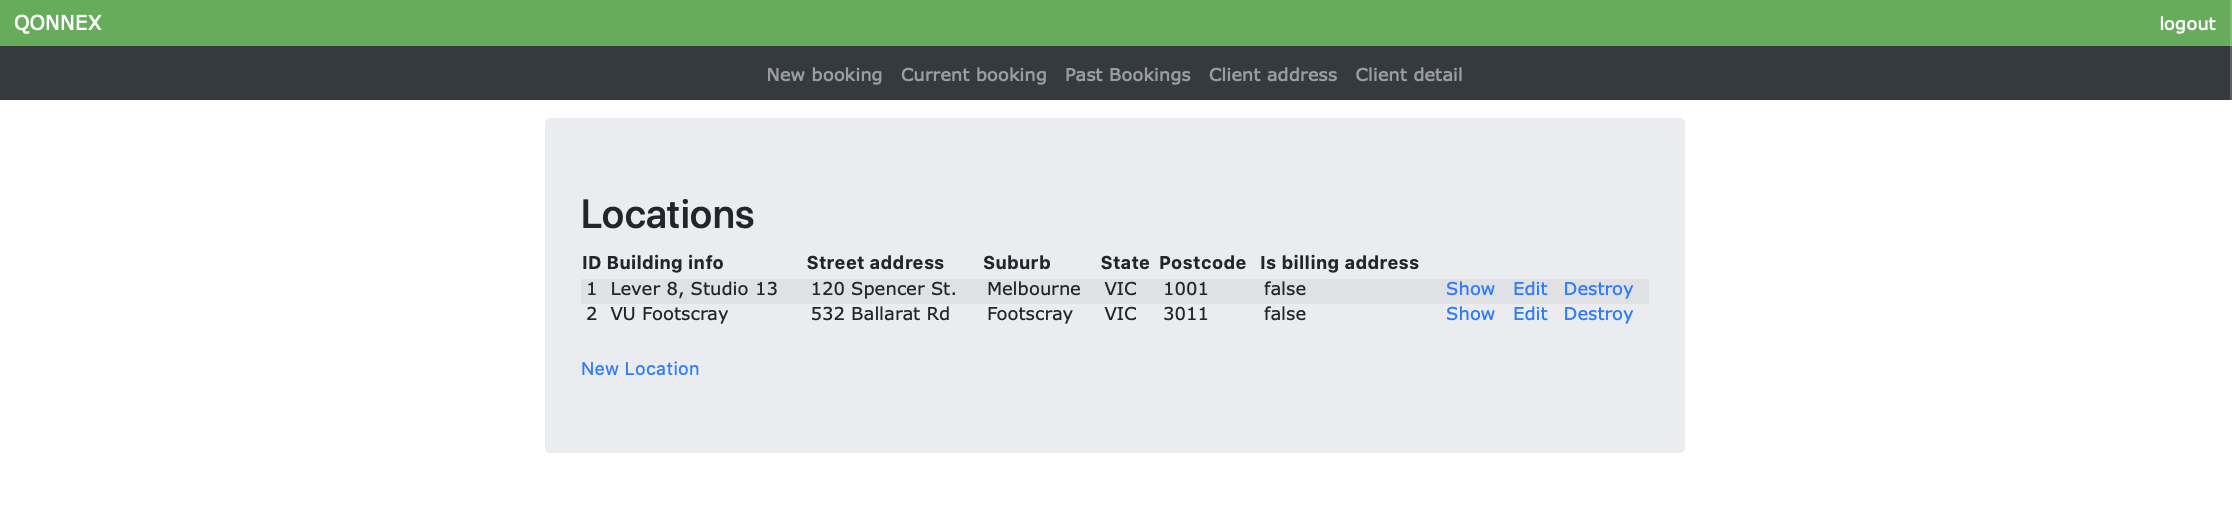 QONNEX logout
New booking Current booking Past Bookings Client address Client detail
Locations
ID Building info Street address Suburb State Postcode Is billing address
1 Lever 8, Studio 13 120 Spencer St. Melbourne VIC 1001 false Show Edit Destroy
2 VU Footscray 532 Ballarat Rd Footscray VIC 3011 false Show Edit Destroy
New Location